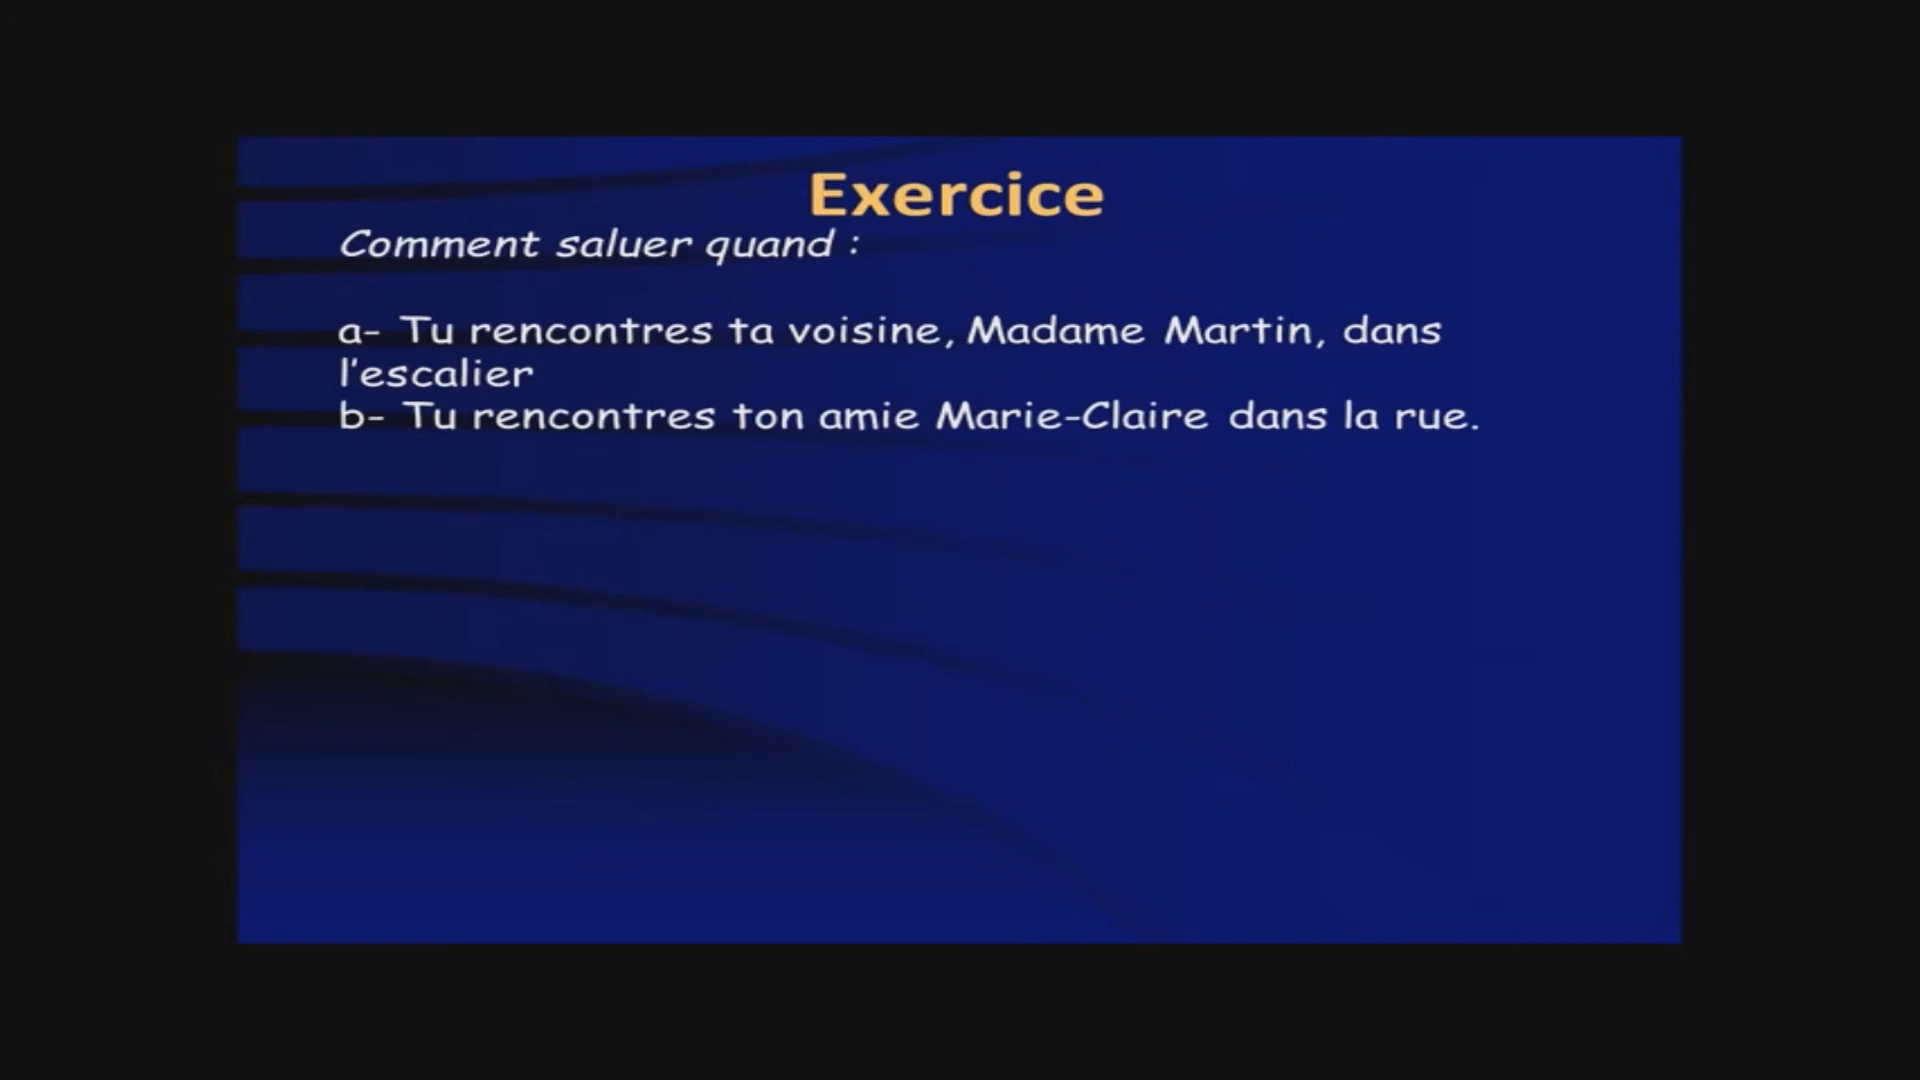 Exercice
Comment saluer quand :
a- Tu rencontres ta voisine, Madame Martin, dans
l'escalier
b- Tu rencontres ton amie Marie-Claire dans la rue.